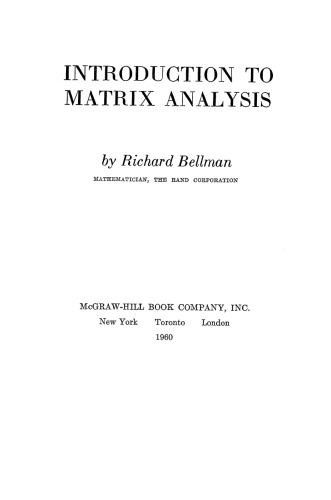 INTRODUCTION TO
MATRIX ANALYSIS
by Richard Bellman
MATHEMATICIAN, THE RAND CORPORATION
McGRAW-HILL BOOK COMPANY, INC.
New York Toronto London
1960